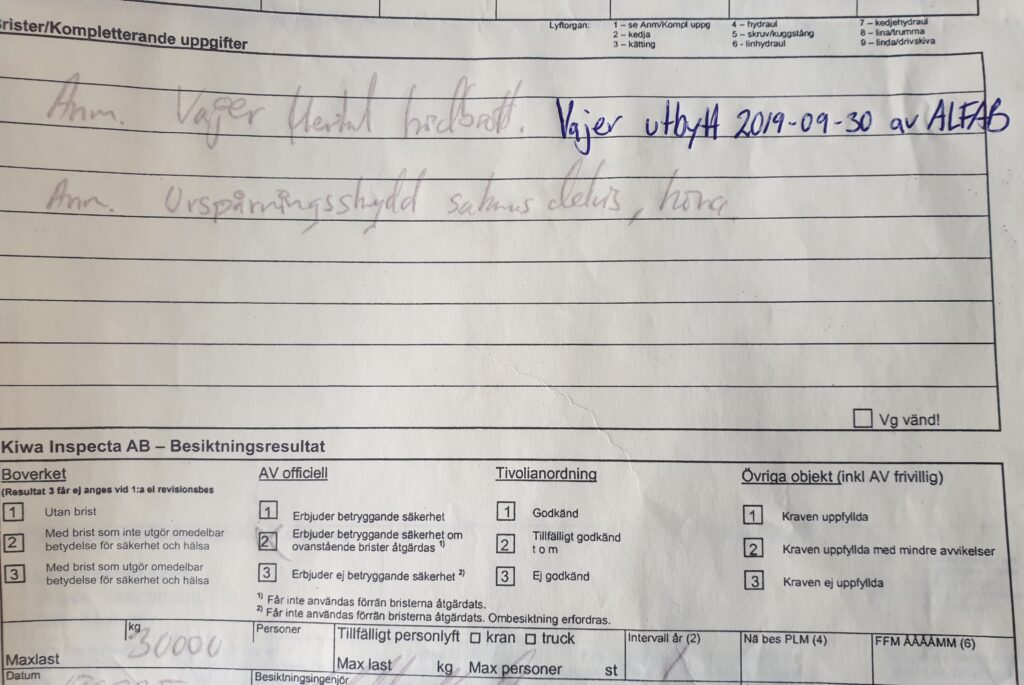 Lyftorgan: 1 – se Anm/Kompl uppg 4 – hydraul 7 – kedjehydraul
2 – kedja 5 – skruv/kuggstång 8 – lina/trumma
3 – kätting 6 - linhydraul 9 – linda/drivskiva
Brister/Kompletterande uppgifter
Anm. Vajer flertal trådbrott. Vajer utbytt 2019-09-30 av ALFAB
Anm. Urspårningsskydd saknas delvis,
Vg vänd!
Kiwa Inspecta AB – Besiktningsresultat
Boverket AV officiell Tivolianordning Övriga objekt (inkl AV frivillig)
(Resultat 3 får ej anges vid 1:a el revisionsbes
1 Utan brist
2 Med brist som inte utgör omedelbar
betydelse för säkerhet och hälsa
3 Med brist som utgör omedelbar
betydelse för säkerhet och hälsa
1 Erbjuder betryggande säkerhet
2 Erbjuder betryggande säkerhet om
ovanstående brister åtgärdas 1)
3 Erbjuder ej betryggande säkerhet 2)
1) Får inte användas förrän bristerna åtgärdats.
2) Får inte användas förrän bristerna åtgärdats. Ombesiktning erfordras.
1 Godkänd
2 Tillfälligt godkänd
t o m
3 Ej godkänd
1 Kraven uppfyllda
2 Kraven uppfyllda med mindre avvikelser
3 Kraven ej uppfyllda
Maxlast kg 30000 Personer Tillfälligt personlyft kran truck Intervall år (2) Nä bes PLM (4) FFM ÅÅÅÅMM (6)
Max last kg Max personer st
Datum Besiktningsingenjör